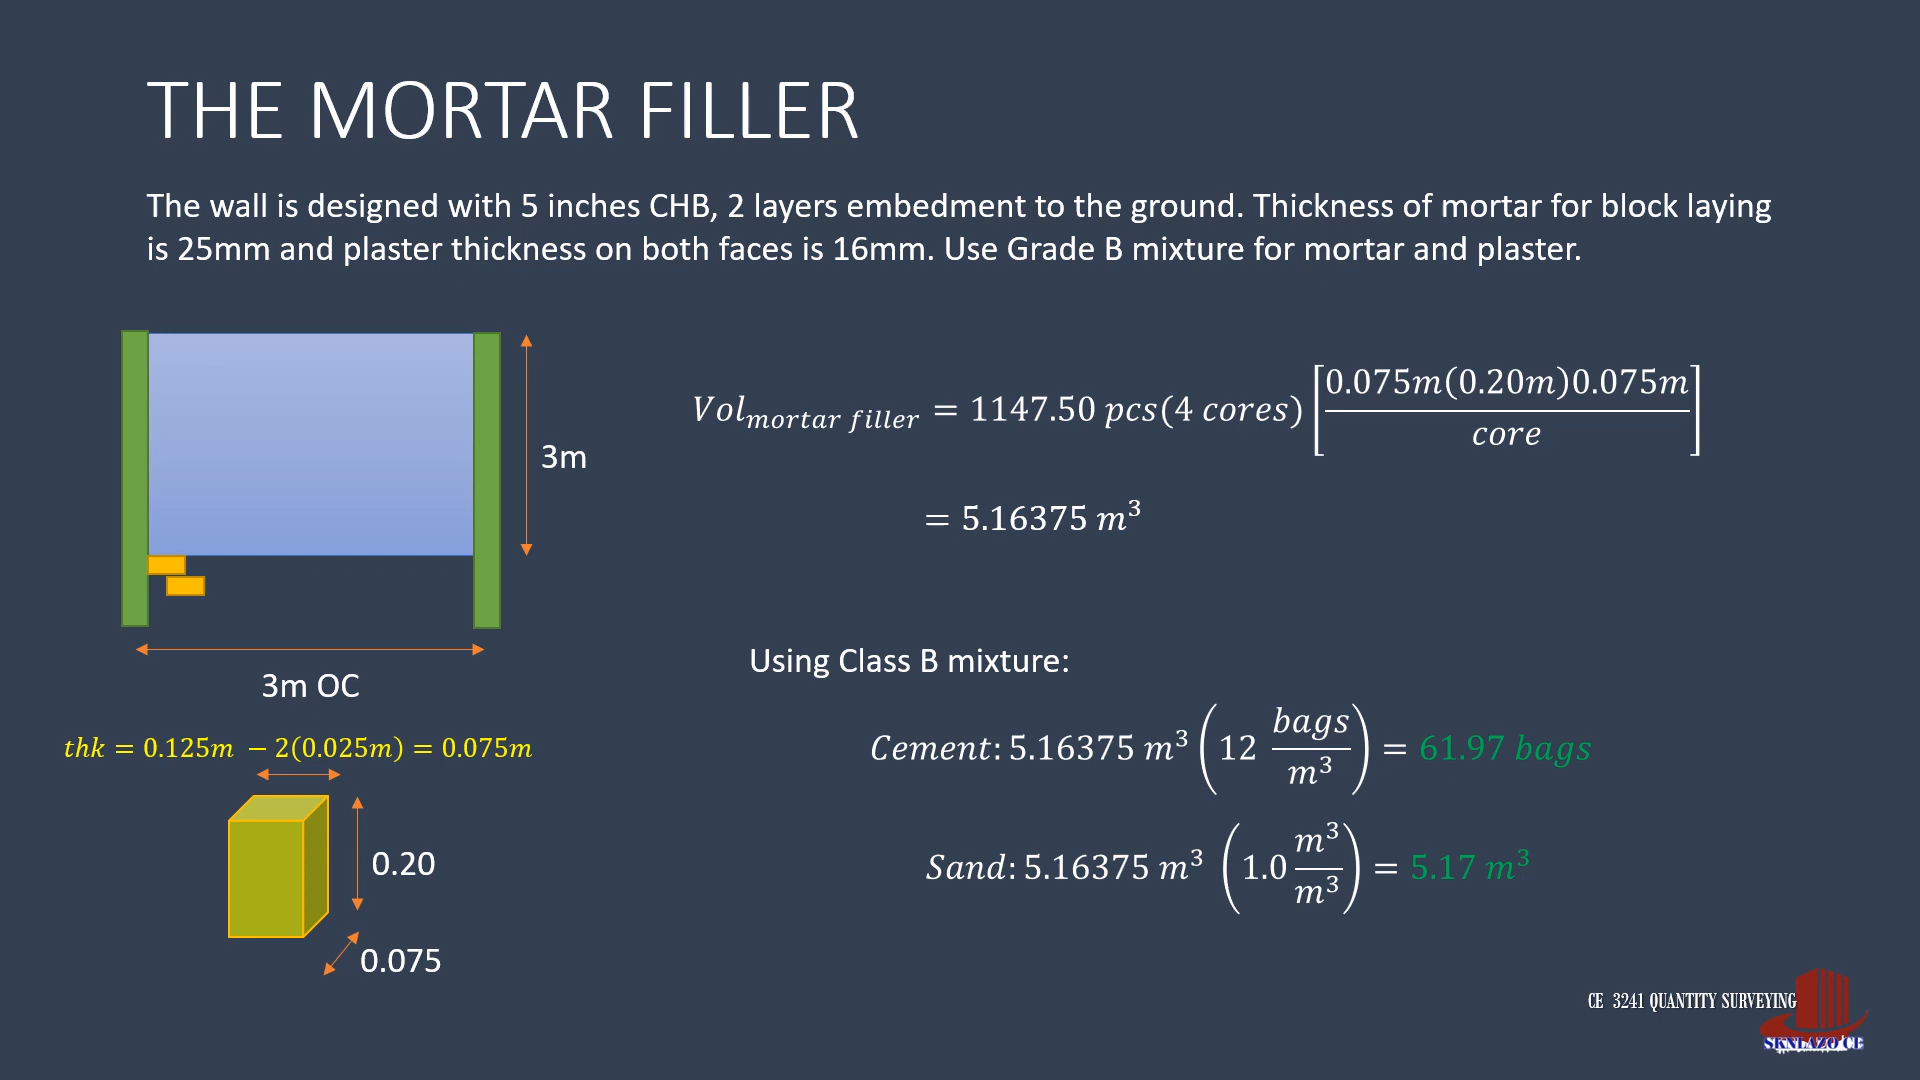 THE MORTAR FILLER
The wall is designed with 5 inches CHB, 2 layers embedment to the ground. Thickness of mortar for block laying
is 25mm and plaster thickness on both faces is 16mm. Use Grade B mixture for mortar and plaster.
3m
3m OC
thk = 0.125m − 2(0.025m) = 0.075m
0.20
0.075
Vol_mortar filler = 1147.50 pcs(4 cores) [0.075m(0.20m)0.075m / core]
= 5.16375 m³
Using Class B mixture:
Cement: 5.16375 m³ (12 bags/m³) = 61.97 bags
Sand: 5.16375 m³ (1.0 m³/m³) = 5.17 m³
CE 3241 QUANTITY SURVEYING
SKNLAZO CE